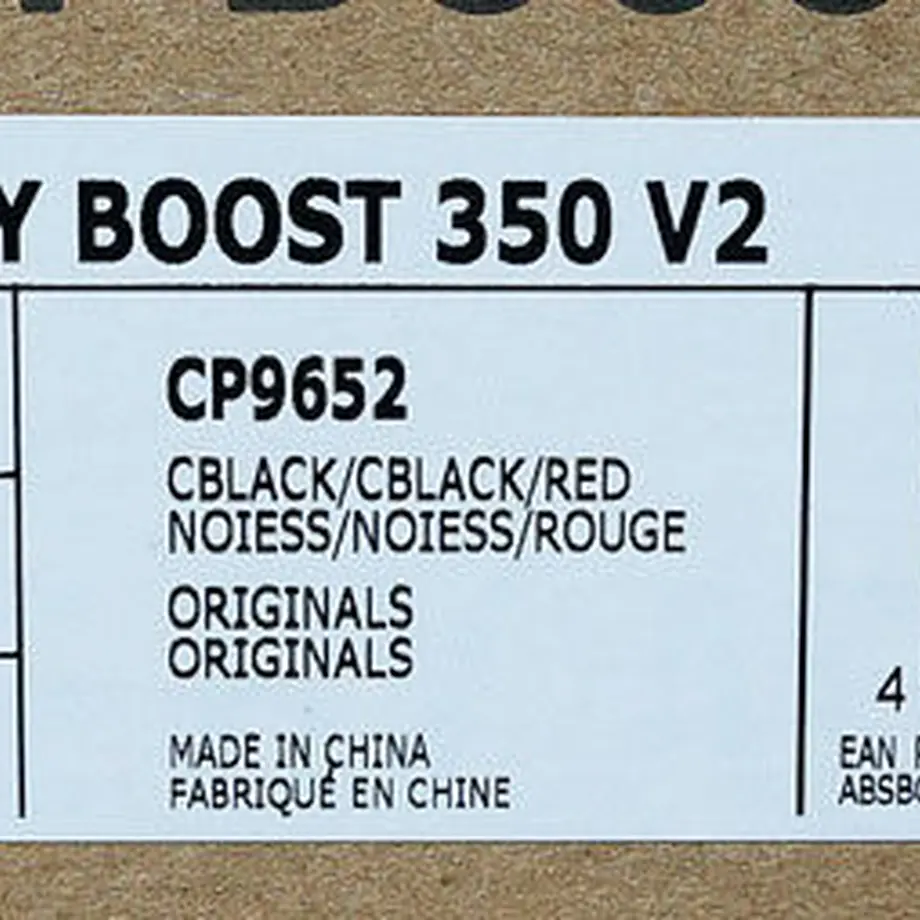 Y BOOST 350 V2
CP9652
CBLACK/CBLACK/RED
NOIESS/NOIESS/ROUGE
ORIGINALS
ORIGINALS
MADE IN CHINA
FABRIQUÉ EN CHINE
4
EAN